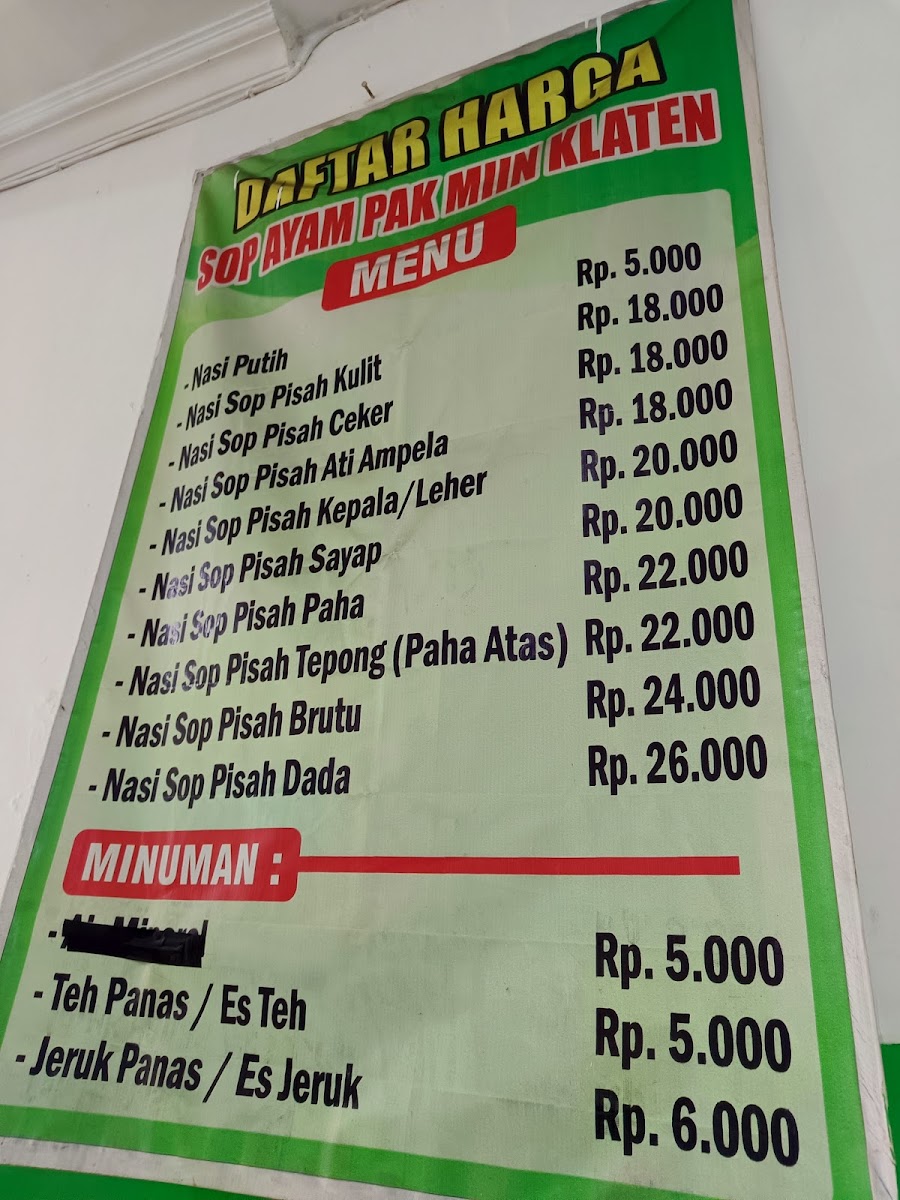 DAFTAR HARGA
SOP AYAM PAK MIIN KLATEN
MENU
- Nasi Putih Rp. 5.000
- Nasi Sop Pisah Kulit Rp. 18.000
- Nasi Sop Pisah Ceker Rp. 18.000
- Nasi Sop Pisah Ati Ampela Rp. 18.000
- Nasi Sop Pisah Kepala/Leher Rp. 20.000
- Nasi Sop Pisah Sayap Rp. 20.000
- Nasi Sop Pisah Paha Rp. 22.000
- Nasi Sop Pisah Tepong (Paha Atas) Rp. 22.000
- Nasi Sop Pisah Brutu Rp. 24.000
- Nasi Sop Pisah Dada Rp. 26.000
MINUMAN :
- Rp. 5.000
- Teh Panas / Es Teh Rp. 5.000
- Jeruk Panas / Es Jeruk Rp. 6.000